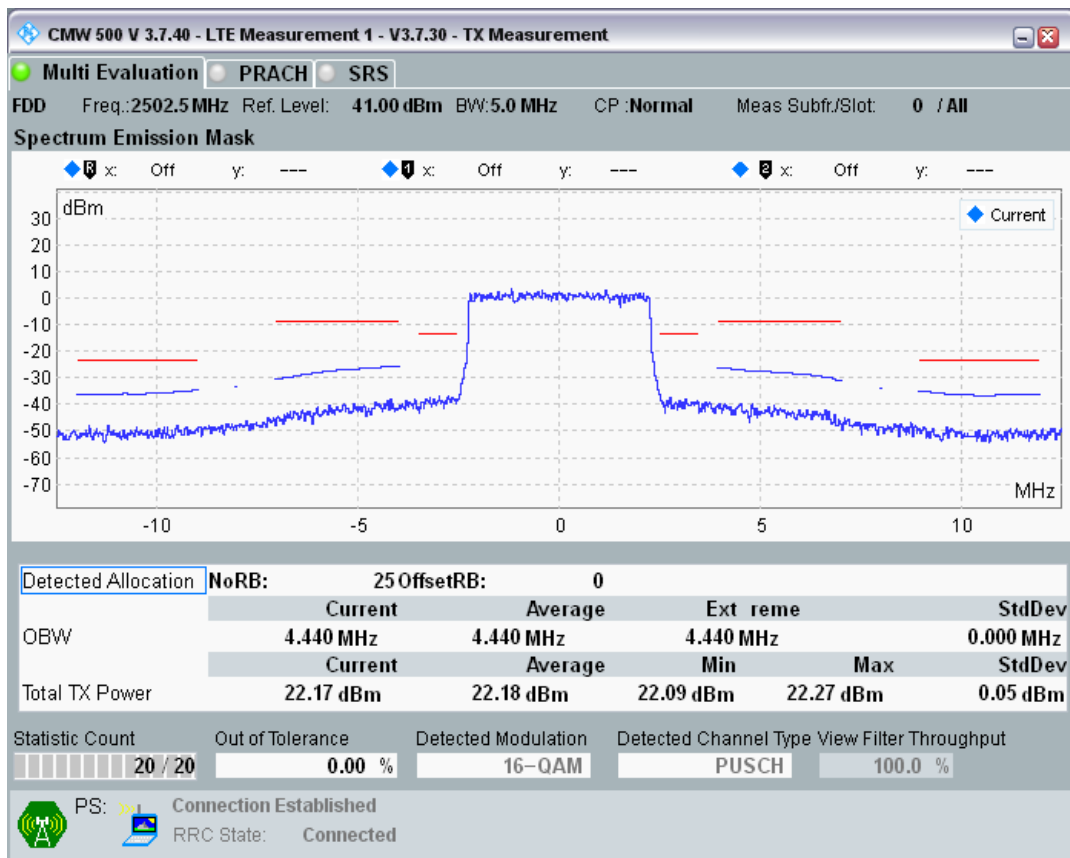 CMW 500 V 3.7.40 - LTE Measurement 1 - V3.7.30 - TX Measurement
Multi Evaluation PRACH SRS
FDD Freq.:2502.5 MHz Ref. Level: 41.00 dBm BW:5.0 MHz CP :Normal Meas Subfr./Slot: 0 / All
Spectrum Emission Mask
R x: Off y: --- 1 x: Off y: --- 2 x: Off y: ---
dBm
Current
30
20
10
0
-10
-20
-30
-40
-50
-60
-70
MHz
-10 -5 0 5 10
Detected Allocation NoRB: 25 OffsetRB: 0
Current Average Ext reme StdDev
OBW 4.440 MHz 4.440 MHz 4.440 MHz 0.000 MHz
Current Average Min Max StdDev
Total TX Power 22.17 dBm 22.18 dBm 22.09 dBm 22.27 dBm 0.05 dBm
Statistic Count Out of Tolerance Detected Modulation Detected Channel Type View Filter Throughput
20 / 20 0.00 % 16-QAM PUSCH 100.0 %
PS: Connection Established
RRC State: Connected